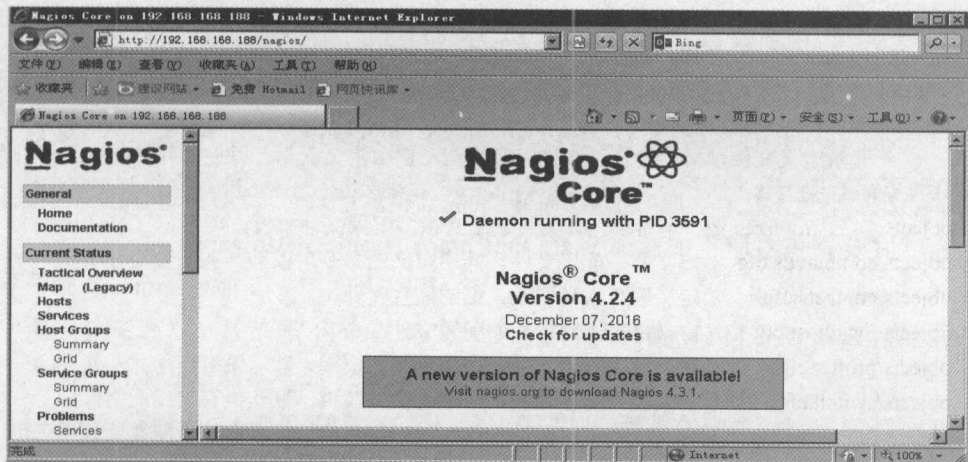 Nagios Core on 192.168.168.188 - Windows Internet Explorer
http://192.168.168.188/nagios/
Bing
文件(F) 编辑(E) 查看(V) 收藏夹(A) 工具(T) 帮助(H)
收藏夹 建议网站 免费 Hotmail 网页快讯库
Nagios Core on 192.168.168.188
页面(P) 安全(S) 工具(O)
Nagios
General
Home
Documentation
Current Status
Tactical Overview
Map (Legacy)
Hosts
Services
Host Groups
Summary
Grid
Service Groups
Summary
Grid
Problems
Services
Nagios
Core™
Daemon running with PID 3591
Nagios® Core™
Version 4.2.4
December 07, 2016
Check for updates
A new version of Nagios Core is available!
Visit nagios.org to download Nagios 4.3.1.
完成
Internet
100%